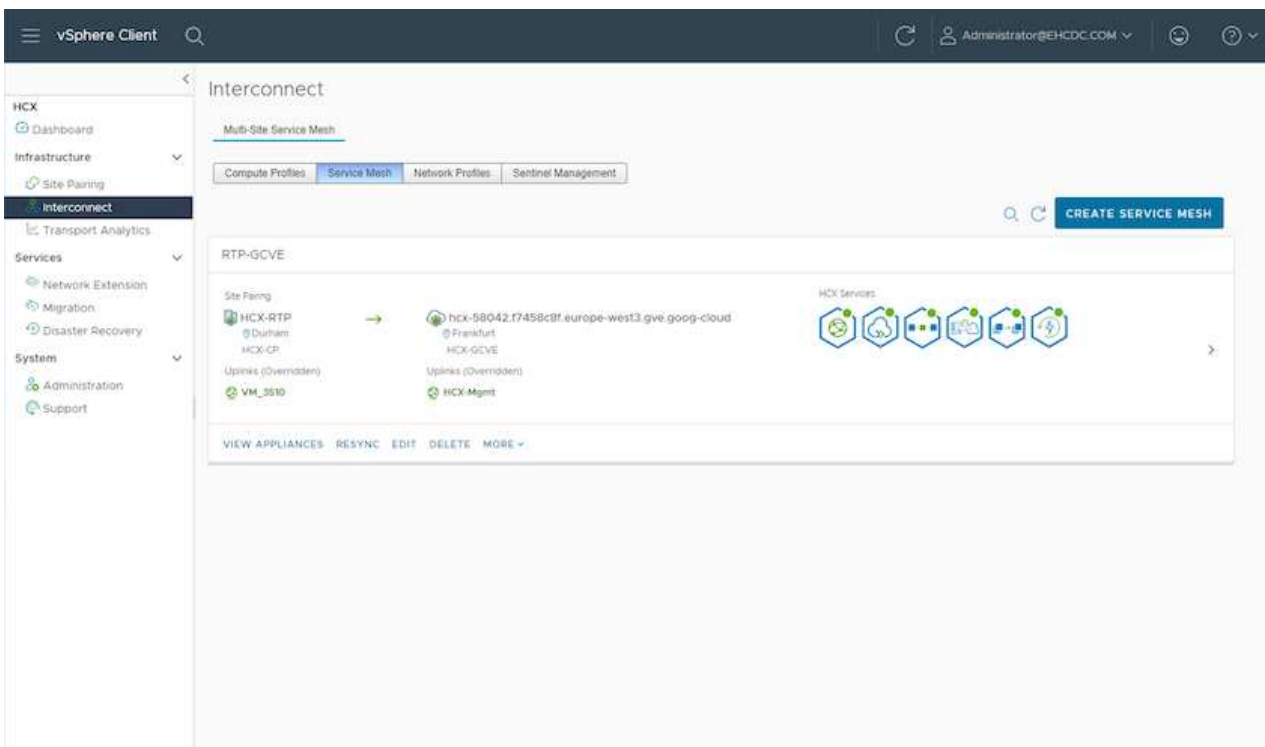 vSphere Client
Administrator@EHCDC.COM
Interconnect
HCX
Dashboard
Infrastructure
Site Pairing
Interconnect
Transport Analytics
Services
Network Extension
Migration
Disaster Recovery
System
Administration
Support
Multi-Site Service Mesh
Compute Profiles Service Mesh Network Profiles Sentinel Management
CREATE SERVICE MESH
RTP-GCVE
Site Pairing
HCX-RTP
Durham
HCX-CP
Uplinks (Overridden)
VM_3510
hcx-58042.f7458c8f.europe-west3.gve.goog-cloud
Frankfurt
HCX-GCVE
Uplinks (Overridden)
HCX-Mgmt
HCX Services
VIEW APPLIANCES RESYNC EDIT DELETE MORE